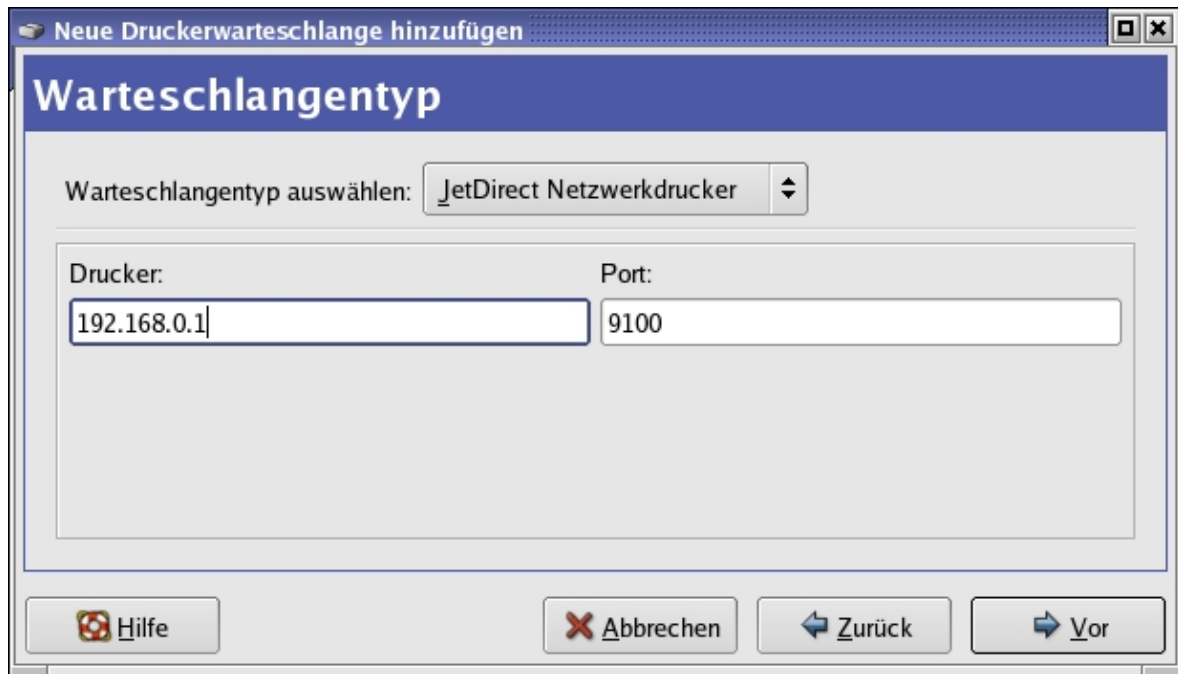 Neue Druckerwarteschlange hinzufügen
Warteschlangentyp
Warteschlangentyp auswählen: JetDirect Netzwerkdrucker
Drucker: Port:
192.168.0.1 9100
Hilfe Abbrechen Zurück Vor